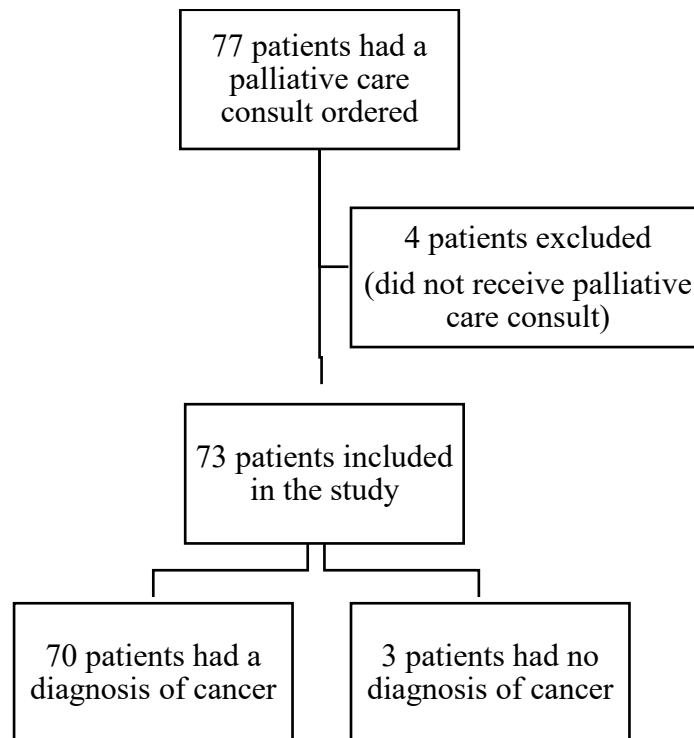 77 patients had a
palliative care
consult ordered
4 patients excluded
(did not receive palliative
care consult)
73 patients included
in the study
70 patients had a
diagnosis of cancer
3 patients had no
diagnosis of cancer